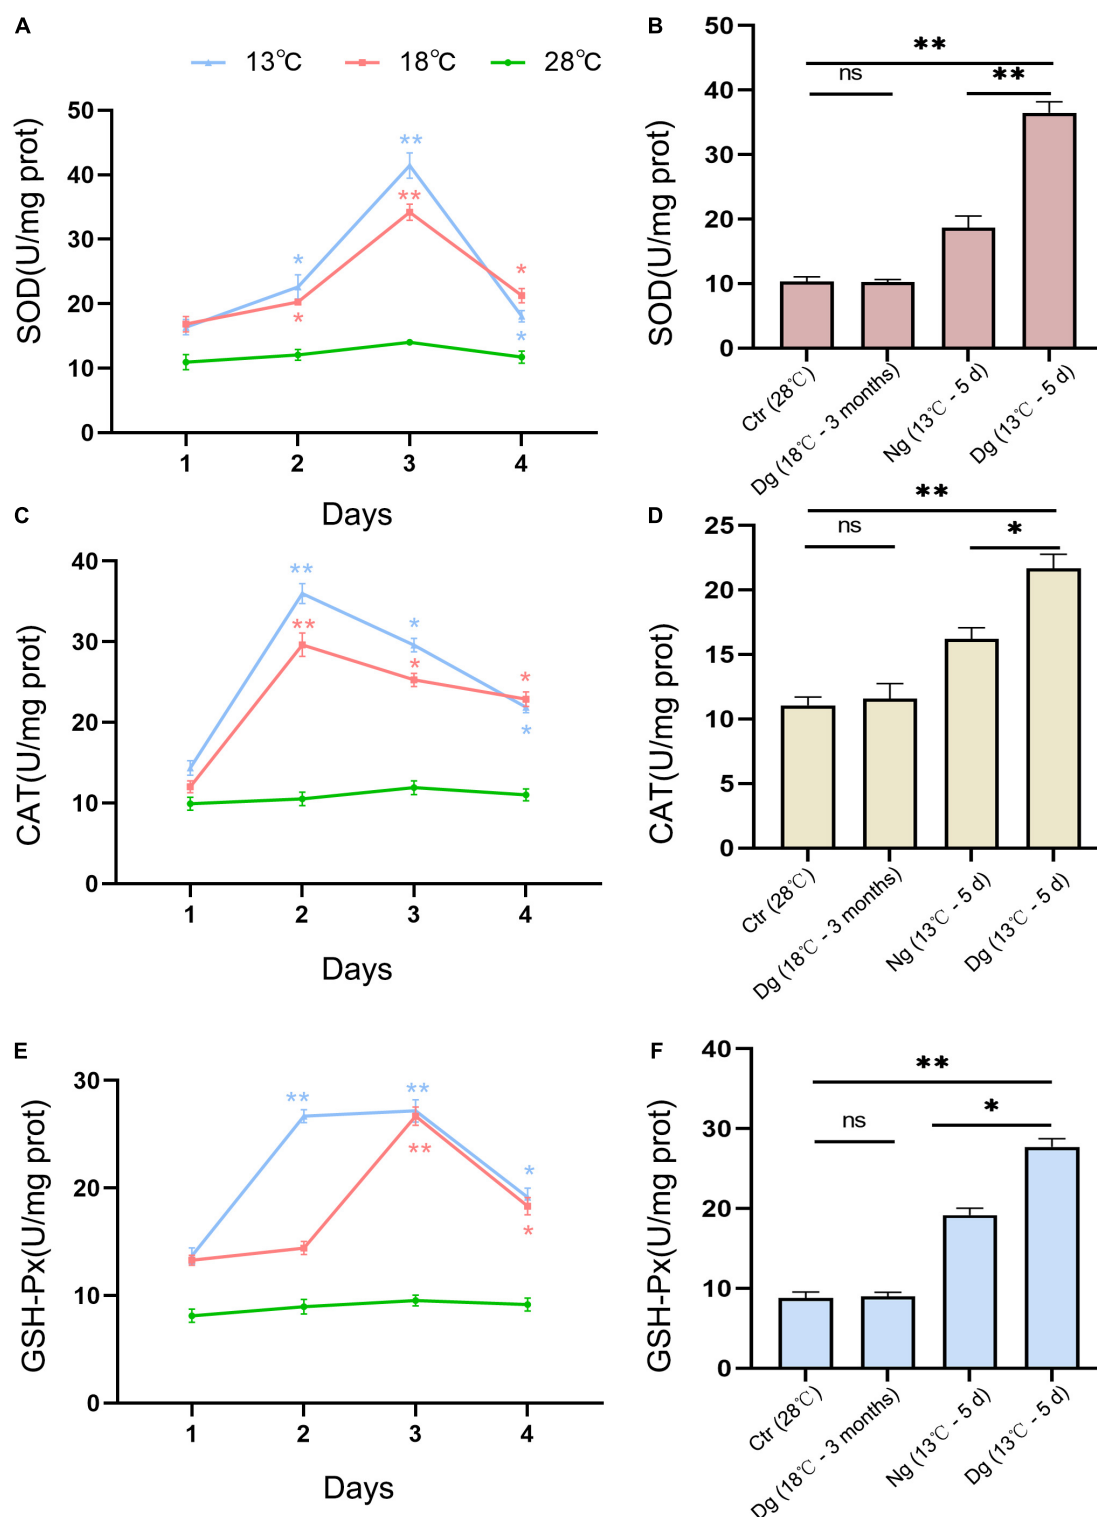 A
13℃ 18℃ 28℃
SOD(U/mg prot)
50
40
30
20
10
0
**
**
*
*
*
*
1 2 3 4
Days
B
SOD(U/mg prot)
50
40
30
20
10
0
**
ns
**
Ctr (28℃)
Dg (18℃ - 3 months)
Ng (13℃ - 5 d)
Dg (13℃ - 5 d)
C
CAT(U/mg prot)
40
30
20
10
0
**
**
*
*
*
*
1 2 3 4
Days
D
CAT(U/mg prot)
25
20
15
10
5
0
**
ns
*
Ctr (28℃)
Dg (18℃ - 3 months)
Ng (13℃ - 5 d)
Dg (13℃ - 5 d)
E
GSH-Px(U/mg prot)
30
20
10
0
**
**
**
*
*
1 2 3 4
Days
F
GSH-Px(U/mg prot)
40
30
20
10
0
**
ns
*
Ctr (28℃)
Dg (18℃ - 3 months)
Ng (13℃ - 5 d)
Dg (13℃ - 5 d)